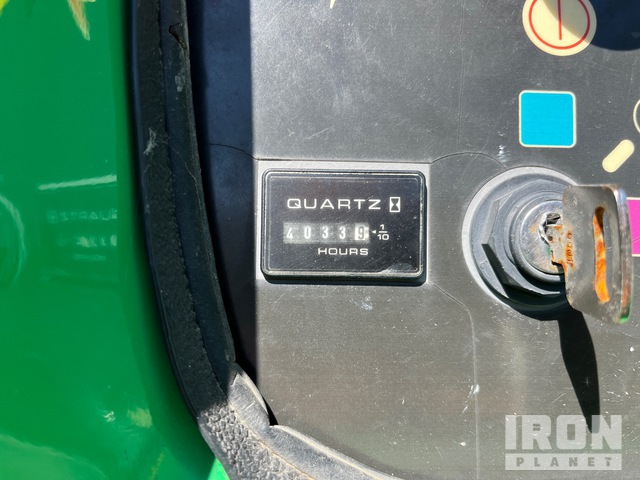 QUARTZ
40339 1/10
HOURS
IRON
PLANET